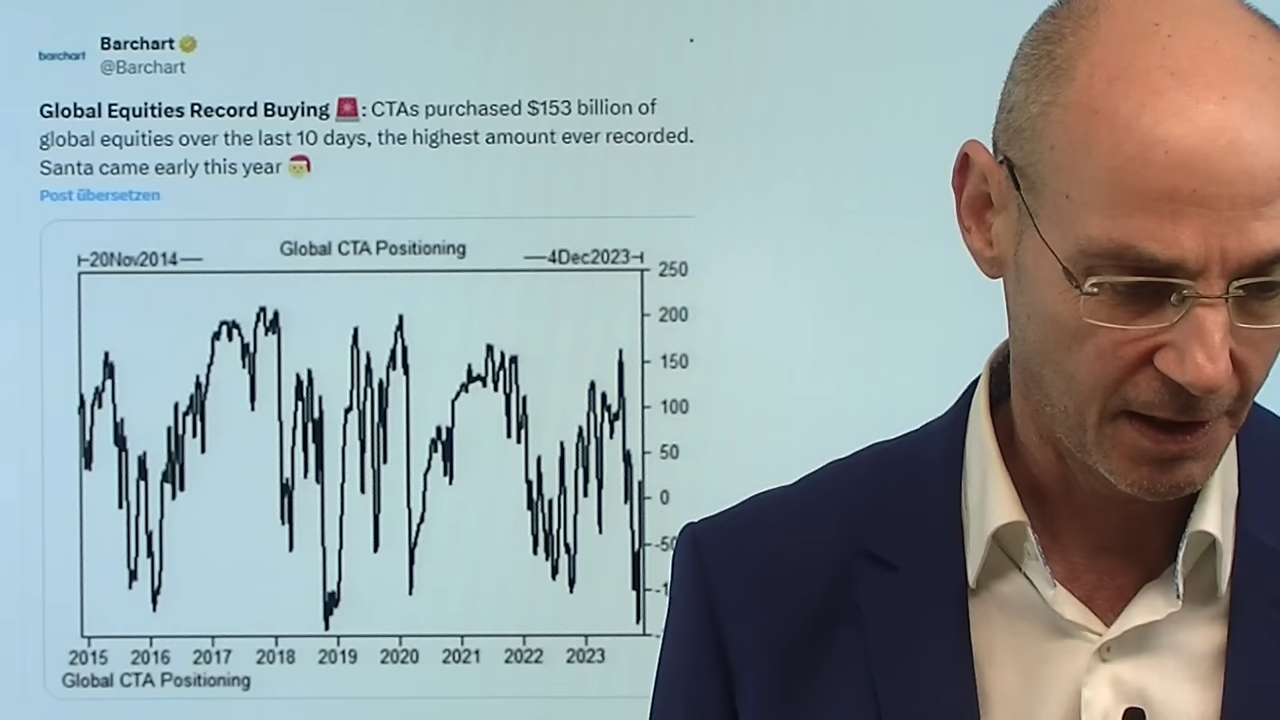 Barchart
barchart
@Barchart
Global Equities Record Buying 🚨: CTAs purchased $153 billion of
global equities over the last 10 days, the highest amount ever recorded.
Santa came early this year 🎅
Post übersetzen
Global CTA Positioning
20Nov2014
4Dec2023
250
200
150
100
50
0
-50
2015 2016 2017 2018 2019 2020 2021 2022 2023
Global CTA Positioning